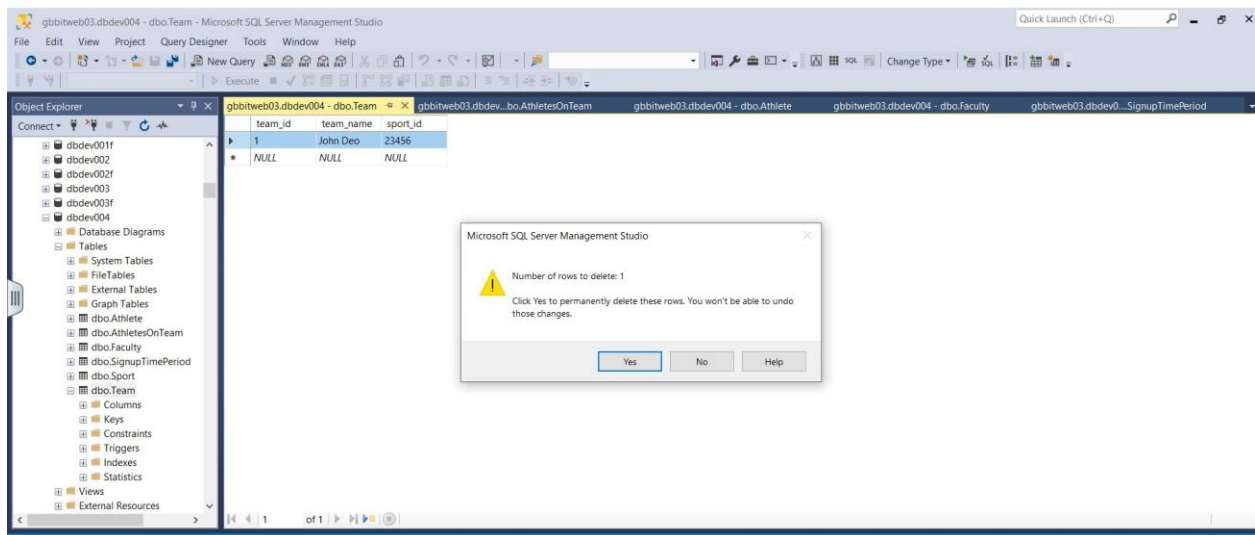 gbbitweb03.dbdev004 - dbo.Team - Microsoft SQL Server Management Studio
Quick Launch (Ctrl+Q)
File Edit View Project Query Designer Tools Window Help
New Query
Change Type
Execute
Object Explorer
gbbitweb03.dbdev004 - dbo.Team
gbbitweb03.dbdev...bo.AthletesOnTeam
gbbitweb03.dbdev004 - dbo.Athlete
gbbitweb03.dbdev004 - dbo.Faculty
gbbitweb03.dbdev0...SignupTimePeriod
Connect
dbdev001f
dbdev002
dbdev002f
dbdev003
dbdev003f
dbdev004
Database Diagrams
Tables
System Tables
FileTables
External Tables
Graph Tables
dbo.Athlete
dbo.AthletesOnTeam
dbo.Faculty
dbo.SignupTimePeriod
dbo.Sport
dbo.Team
Columns
Keys
Constraints
Triggers
Indexes
Statistics
Views
External Resources
team_id team_name sport_id
1 John Deo 23456
NULL NULL NULL
Microsoft SQL Server Management Studio
Number of rows to delete: 1
Click Yes to permanently delete these rows. You won't be able to undo
those changes.
Yes No Help
1 of 1